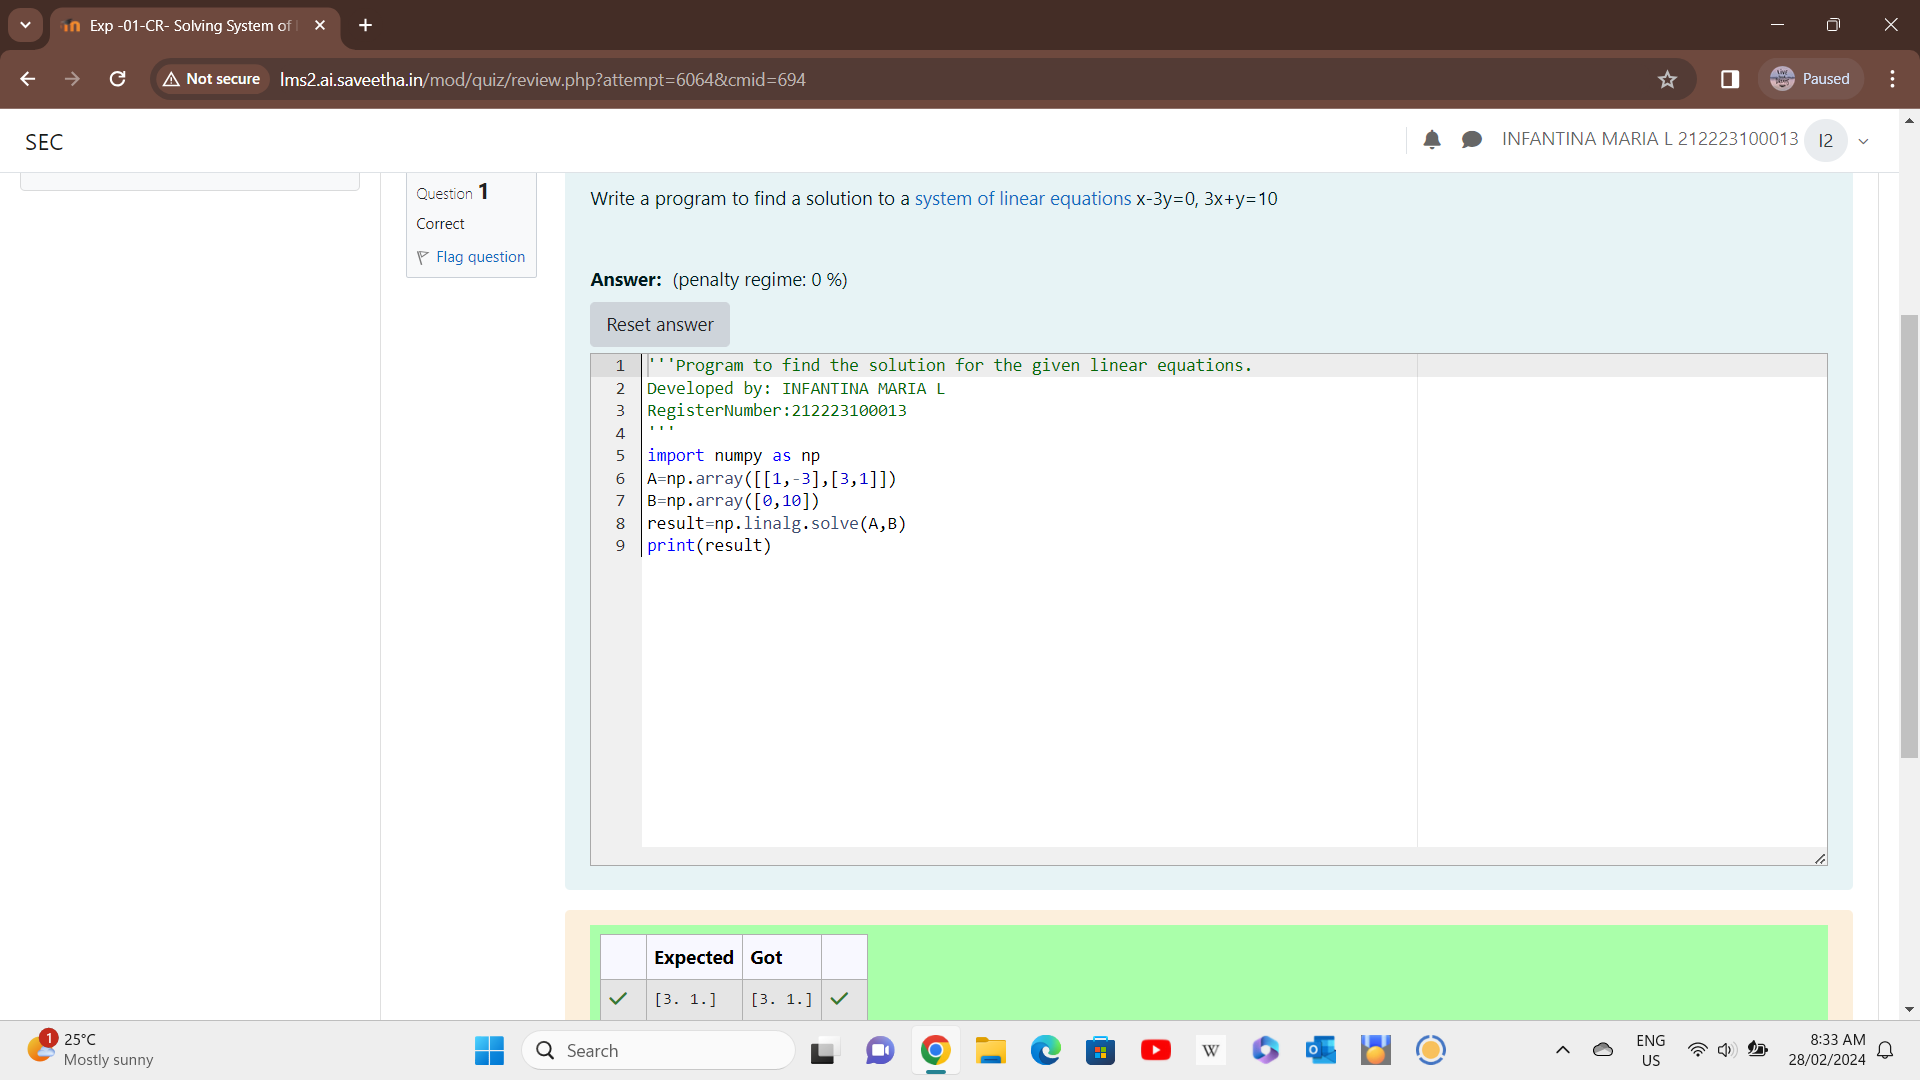 Exp -01-CR- Solving System of
Not secure
lms2.ai.saveetha.in/mod/quiz/review.php?attempt=6064&cmid=694
Paused
SEC
INFANTINA MARIA L 212223100013
I2
Question 1
Correct
Flag question
Write a program to find a solution to a system of linear equations x-3y=0, 3x+y=10
Answer: (penalty regime: 0 %)
Reset answer
1 '''Program to find the solution for the given linear equations.
2 Developed by: INFANTINA MARIA L
3 RegisterNumber:212223100013
4 '''
5 import numpy as np
6 A=np.array([[1,-3],[3,1]])
7 B=np.array([0,10])
8 result=np.linalg.solve(A,B)
9 print(result)
Expected Got
[3. 1.] [3. 1.]
1
25°C
Mostly sunny
Search
W
ENG
US
8:33 AM
28/02/2024